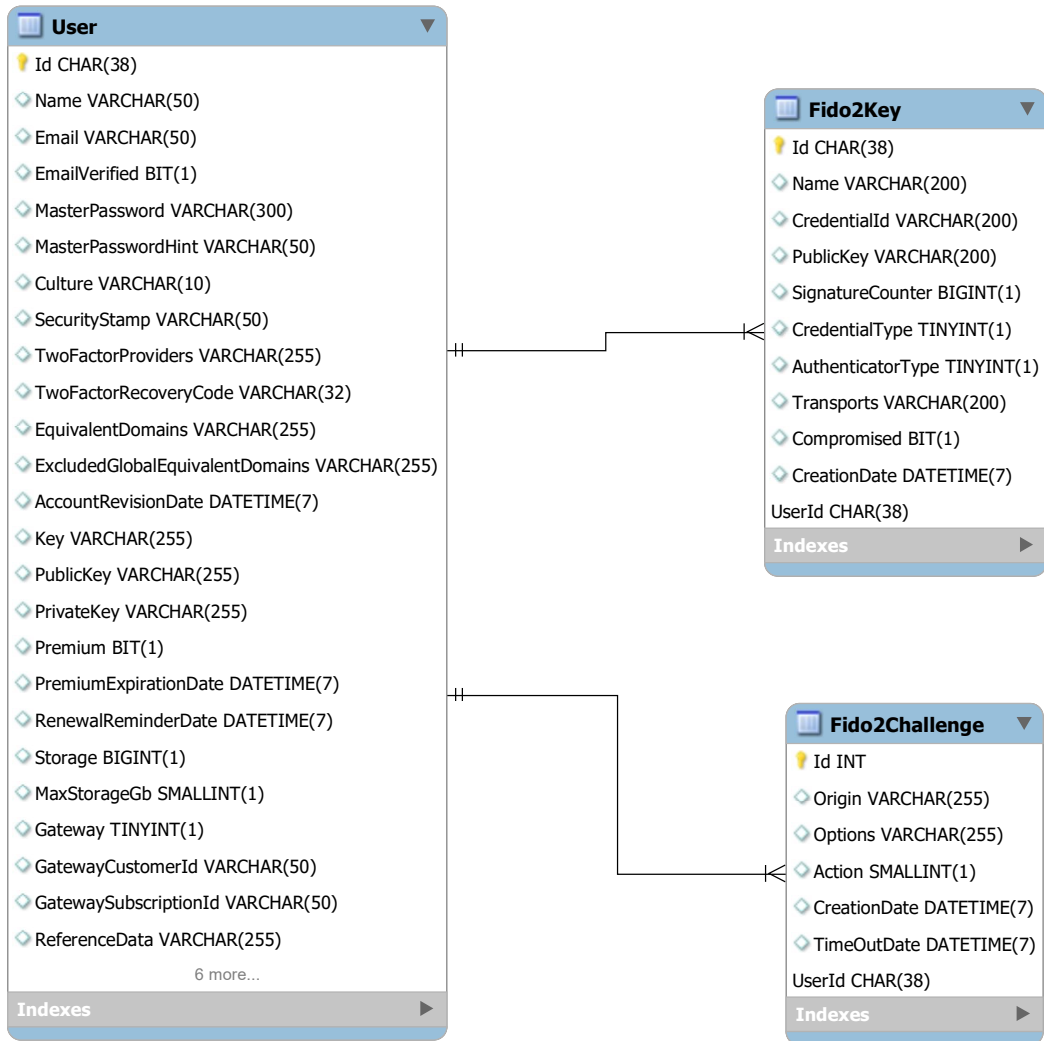 User
Id CHAR(38)
Name VARCHAR(50)
Email VARCHAR(50)
EmailVerified BIT(1)
MasterPassword VARCHAR(300)
MasterPasswordHint VARCHAR(50)
Culture VARCHAR(10)
SecurityStamp VARCHAR(50)
TwoFactorProviders VARCHAR(255)
TwoFactorRecoveryCode VARCHAR(32)
EquivalentDomains VARCHAR(255)
ExcludedGlobalEquivalentDomains VARCHAR(255)
AccountRevisionDate DATETIME(7)
Key VARCHAR(255)
PublicKey VARCHAR(255)
PrivateKey VARCHAR(255)
Premium BIT(1)
PremiumExpirationDate DATETIME(7)
RenewalReminderDate DATETIME(7)
Storage BIGINT(1)
MaxStorageGb SMALLINT(1)
Gateway TINYINT(1)
GatewayCustomerId VARCHAR(50)
GatewaySubscriptionId VARCHAR(50)
ReferenceData VARCHAR(255)
6 more...
Indexes
Fido2Key
Id CHAR(38)
Name VARCHAR(200)
CredentialId VARCHAR(200)
PublicKey VARCHAR(200)
SignatureCounter BIGINT(1)
CredentialType TINYINT(1)
AuthenticatorType TINYINT(1)
Transports VARCHAR(200)
Compromised BIT(1)
CreationDate DATETIME(7)
UserId CHAR(38)
Indexes
Fido2Challenge
Id INT
Origin VARCHAR(255)
Options VARCHAR(255)
Action SMALLINT(1)
CreationDate DATETIME(7)
TimeOutDate DATETIME(7)
UserId CHAR(38)
Indexes